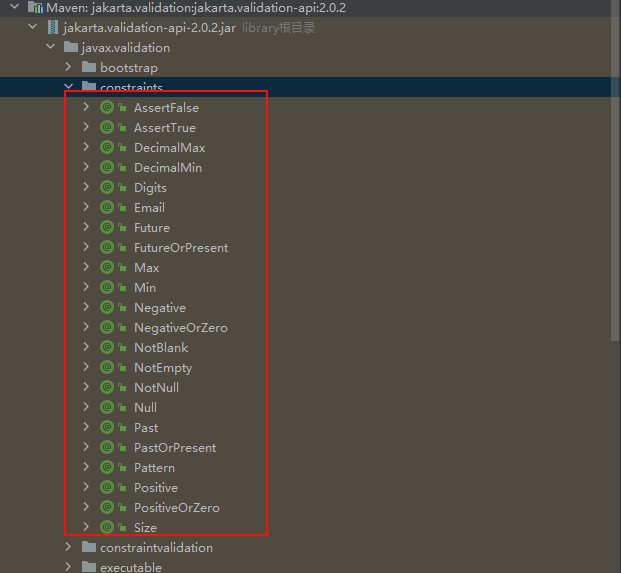 Maven: jakarta.validation:jakarta.validation-api:2.0.2
jakarta.validation-api-2.0.2.jar library根目录
javax.validation
bootstrap
constraints
AssertFalse
AssertTrue
DecimalMax
DecimalMin
Digits
Email
Future
FutureOrPresent
Max
Min
Negative
NegativeOrZero
NotBlank
NotEmpty
NotNull
Null
Past
PastOrPresent
Pattern
Positive
PositiveOrZero
Size
constraintvalidation
executable